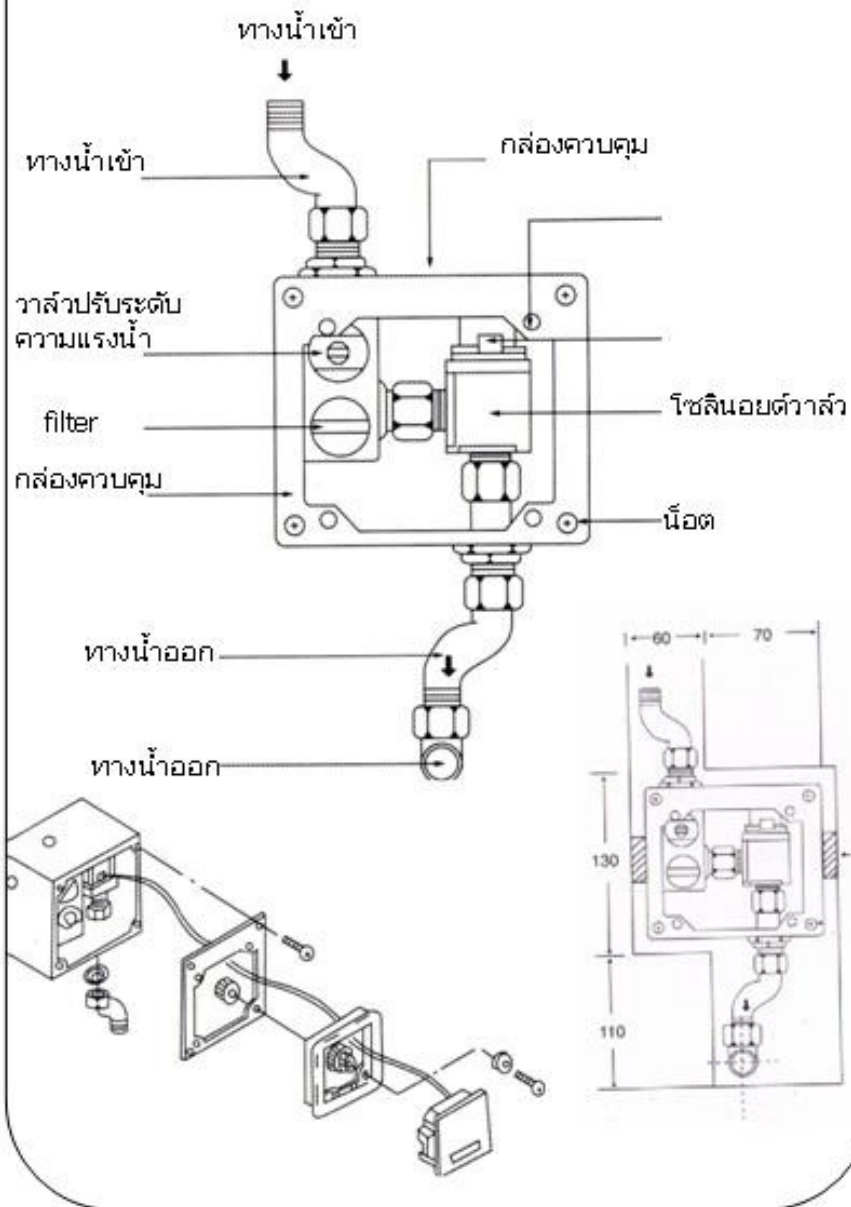 ทางน้ำเข้า
กล่องควบคุม
ทางน้ำเข้า
วาล์วปรับระดับ
ความแรงน้ำ
โซลินอยด์วาล์ว
filter
กล่องควบคุม
น็อต
ทางน้ำออก
ทางน้ำออก
60
70
130
110